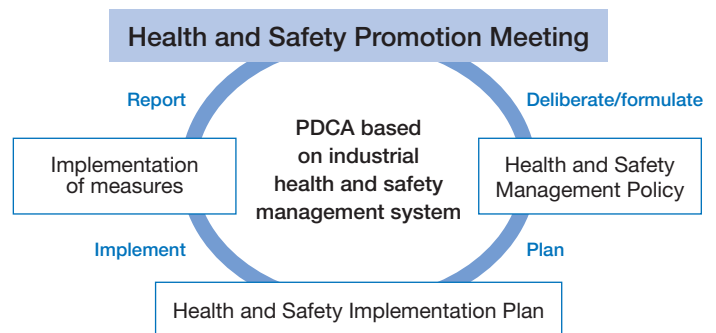 Health and Safety Promotion Meeting
Report
Deliberate/formulate
PDCA based
on industrial
health and safety
management system
Implementation
of measures
Health and Safety
Management Policy
Implement
Plan
Health and Safety Implementation Plan